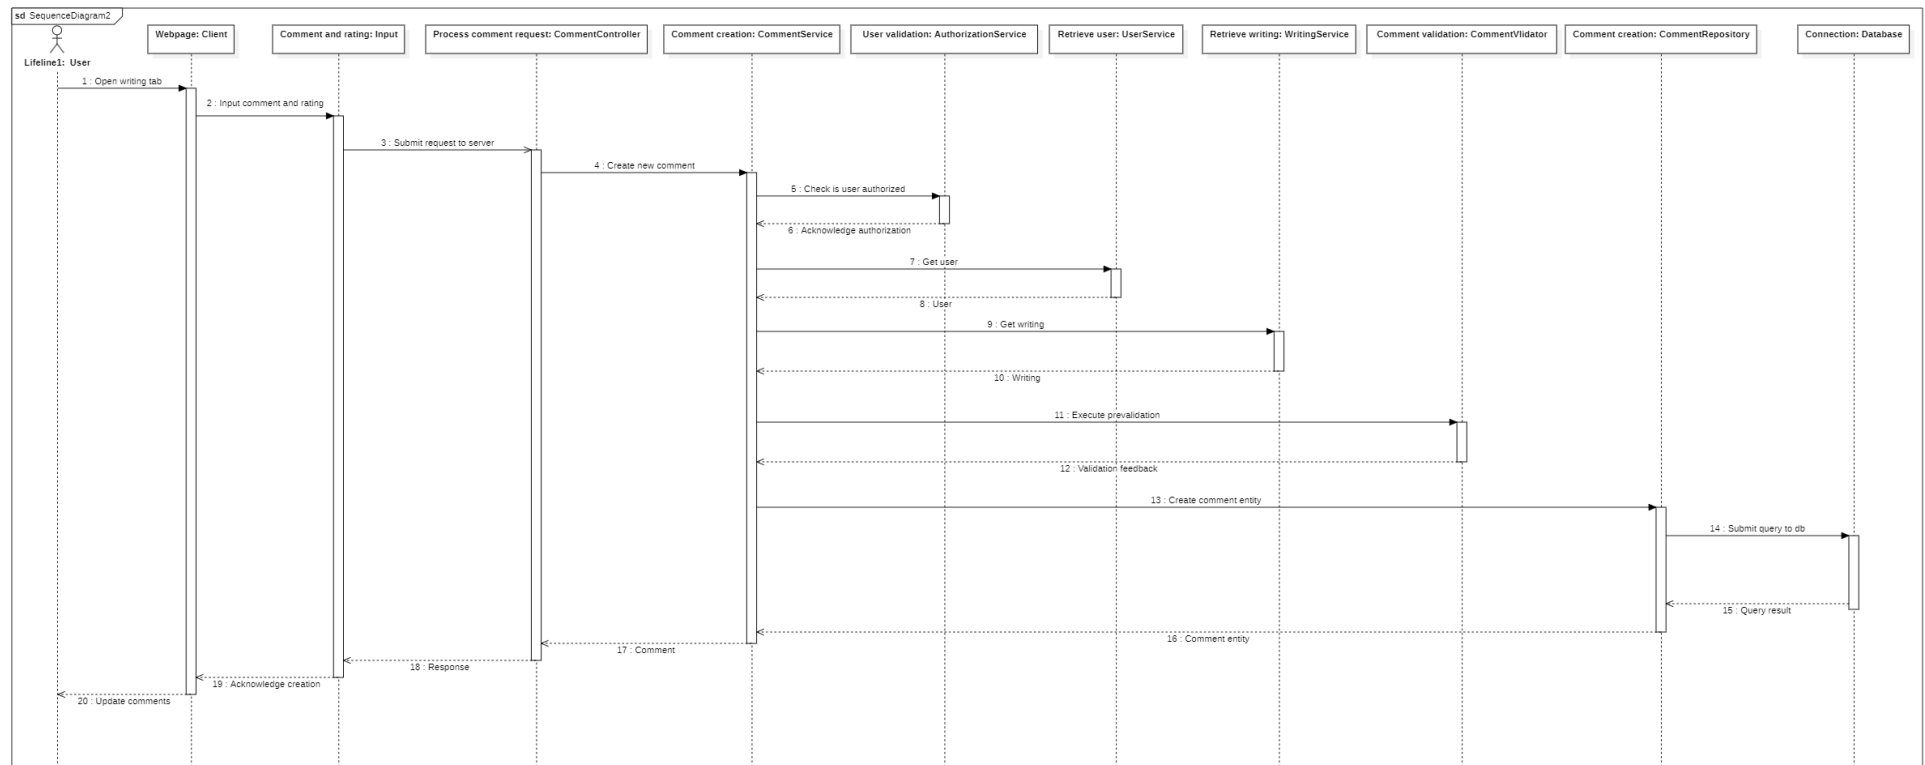 sd SequenceDiagram2
Lifeline1: User
Webpage: Client
Comment and rating: Input
Process comment request: CommentController
Comment creation: CommentService
User validation: AuthorizationService
Retrieve user: UserService
Retrieve writing: WritingService
Comment validation: CommentVlidator
Comment creation: CommentRepository
Connection: Database
1 : Open writing tab
2 : Input comment and rating
3 : Submit request to server
4 : Create new comment
5 : Check is user authorized
6 : Acknowledge authorization
7 : Get user
8 : User
9 : Get writing
10 : Writing
11 : Execute prevalidation
12 : Validation feedback
13 : Create comment entity
14 : Submit query to db
15 : Query result
16 : Comment entity
17 : Comment
18 : Response
19 : Acknowledge creation
20 : Update comments